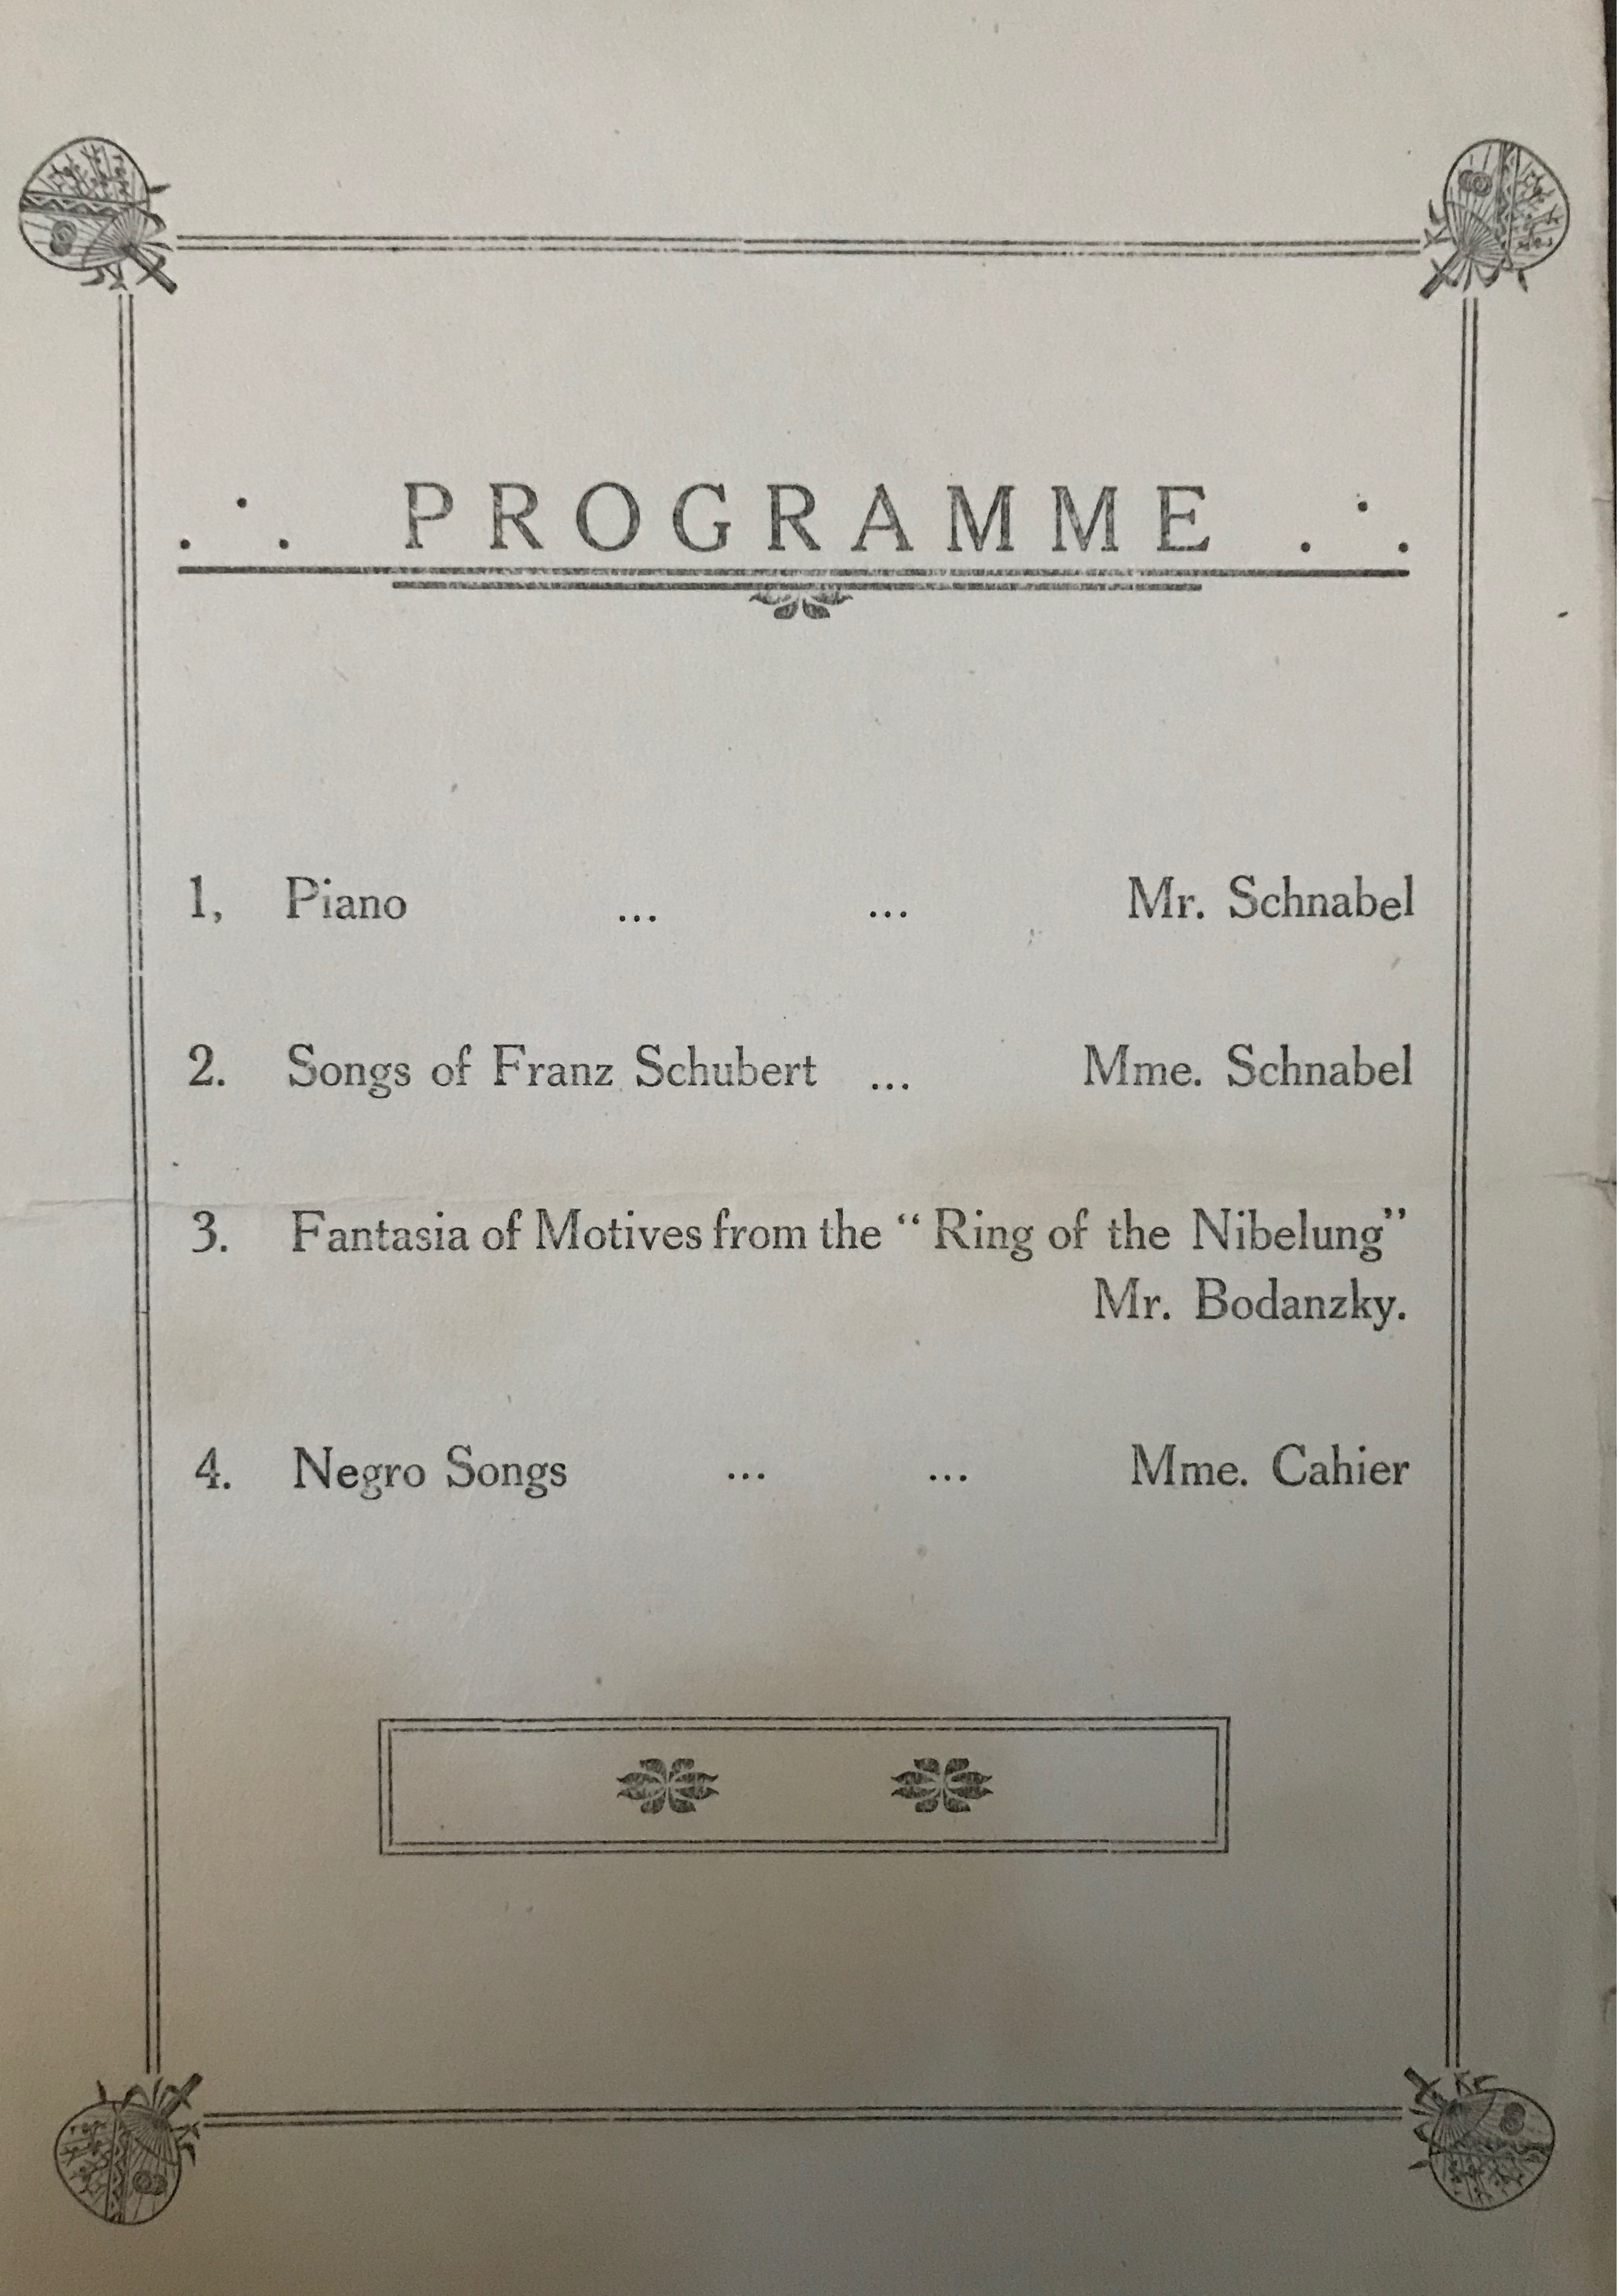 PROGRAMME
1, Piano ... ... Mr. Schnabel
2. Songs of Franz Schubert ... Mme. Schnabel
3. Fantasia of Motives from the “Ring of the Nibelung”
Mr. Bodanzky.
4. Negro Songs ... ... Mme. Cahier